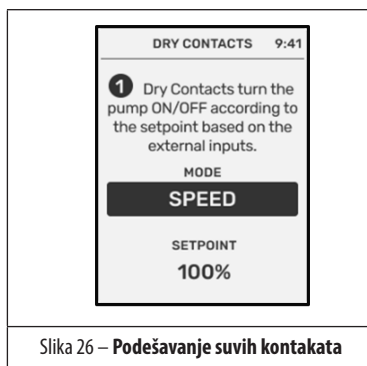 DRY CONTACTS 9:41
1 Dry Contacts turn the
pump ON/OFF according to
the setpoint based on the
external inputs.
MODE
SPEED
SETPOINT
100%
Slika 26 – Podešavanje suvih kontakata